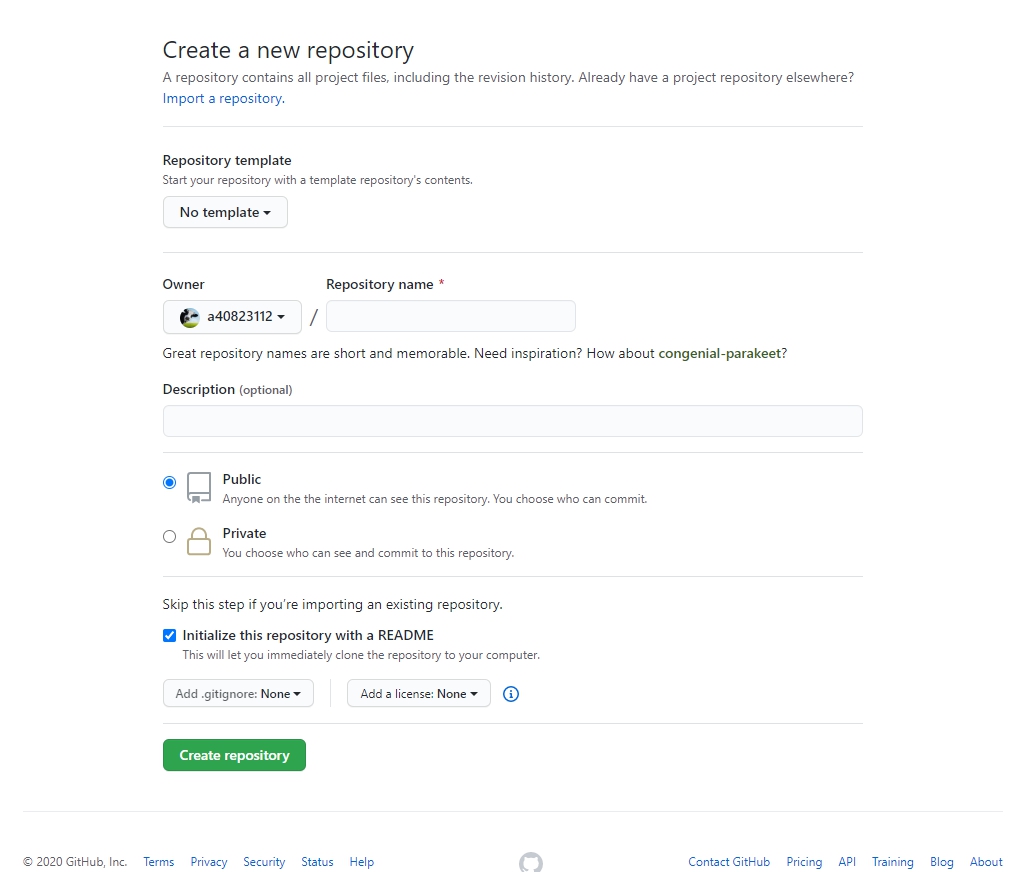 Create a new repository
A repository contains all project files, including the revision history. Already have a project repository elsewhere?
Import a repository.
Repository template
Start your repository with a template repository's contents.
No template
Owner
Repository name *
a40823112
/
Great repository names are short and memorable. Need inspiration? How about congenial-parakeet?
Description (optional)
Public
Anyone on the the internet can see this repository. You choose who can commit.
Private
You choose who can see and commit to this repository.
Skip this step if you're importing an existing repository.
Initialize this repository with a README
This will let you immediately clone the repository to your computer.
Add .gitignore: None
Add a license: None
Create repository
© 2020 GitHub, Inc. Terms Privacy Security Status Help
Contact GitHub Pricing API Training Blog About